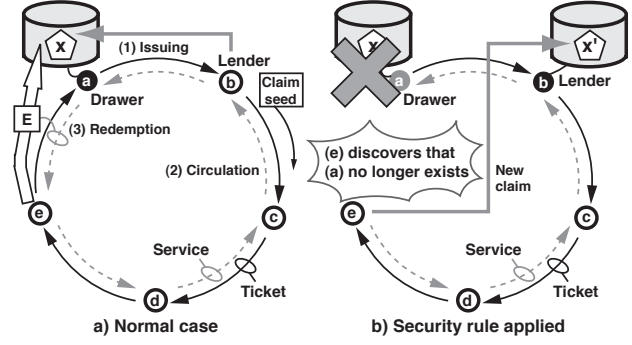 x
(1) Issuing
Lender
a
b
Drawer
Claim
seed
E
(3) Redemption
(2) Circulation
e
c
Service
d
Ticket
a) Normal case
x
x'
a
b
Lender
Drawer
(e) discovers that
(a) no longer exists
New
claim
e
c
Service
d
Ticket
b) Security rule applied